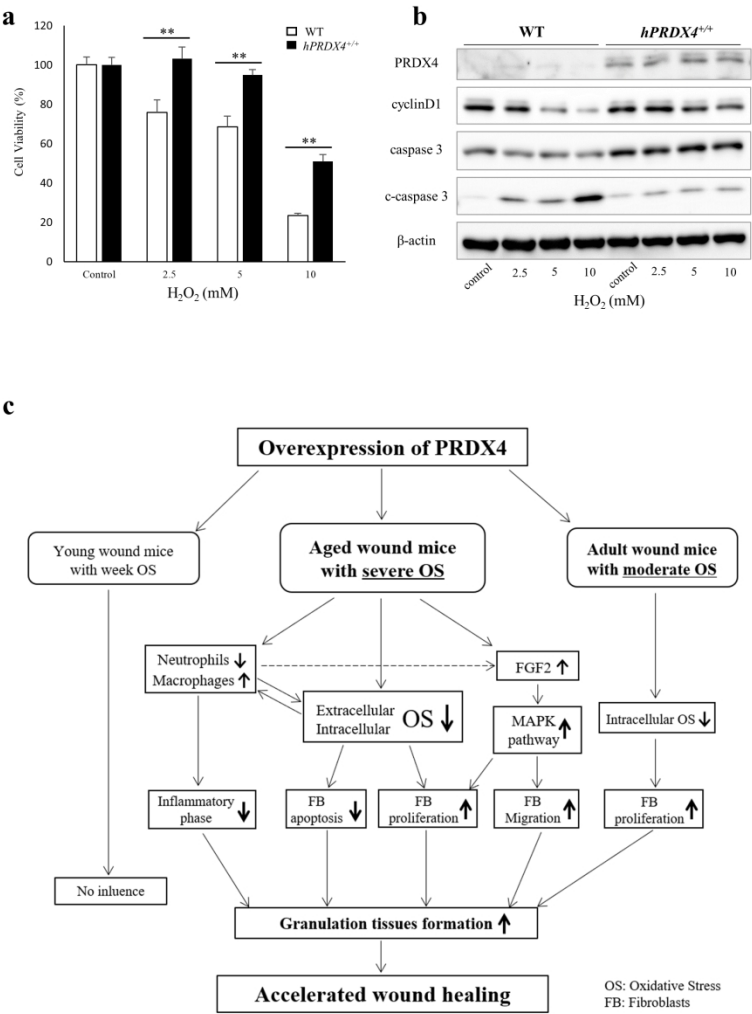 a
120
100
80
60
40
20
0
Cell Viability (%)
**
**
**
WT
hPRDX4+/+
Control
2.5
5
10
H2O2 (mM)
b
WT
hPRDX4+/+
PRDX4
cyclinD1
caspase 3
c-caspase 3
β-actin
control
2.5
5
10
control
2.5
5
10
H2O2 (mM)
c
Overexpression of PRDX4
Young wound mice
with week OS
Aged wound mice
with severe OS
Adult wound mice
with moderate OS
Neutrophils
Macrophages
FGF2
Extracellular
Intracellular
OS
MAPK
pathway
Intracellular OS
Inflammatory
phase
FB
apoptosis
FB
proliferation
FB
Migration
FB
proliferation
No inluence
Granulation tissues formation
Accelerated wound healing
OS: Oxidative Stress
FB: Fibroblasts